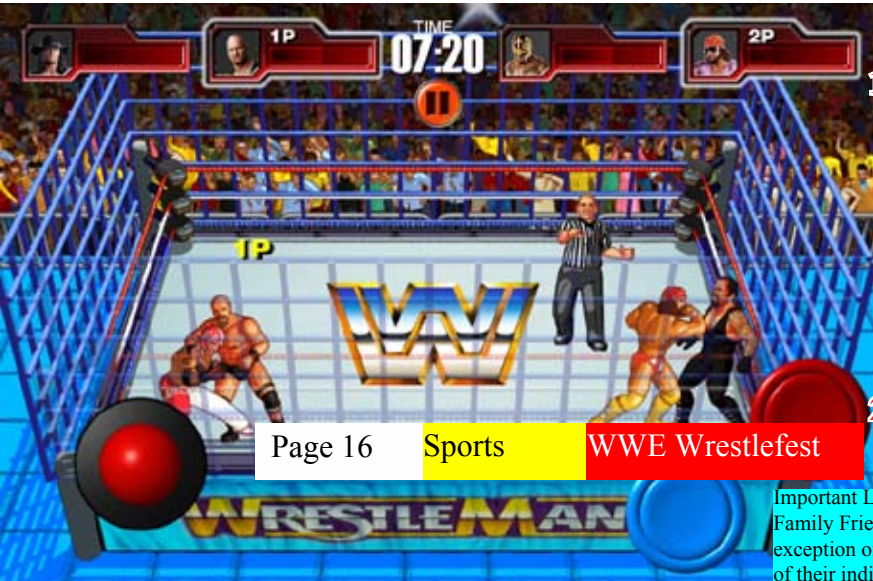 TIME
1P
07:20
2P
1P
W
Page 16 Sports WWE Wrestlefest
WRESTLEMAN
Important L
Family Frie
exception o
of their indi